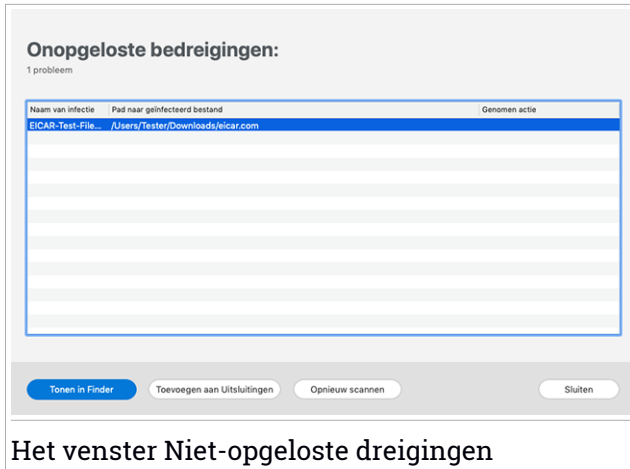 Onopgeloste bedreigingen:
1 probleem
Naam van infectie Pad naar geïnfecteerd bestand Genomen actie
EICAR-Test-File... /Users/Tester/Downloads/eicar.com
Tonen in Finder Toevoegen aan Uitsluitingen Opnieuw scannen Sluiten
Het venster Niet-opgeloste dreigingen